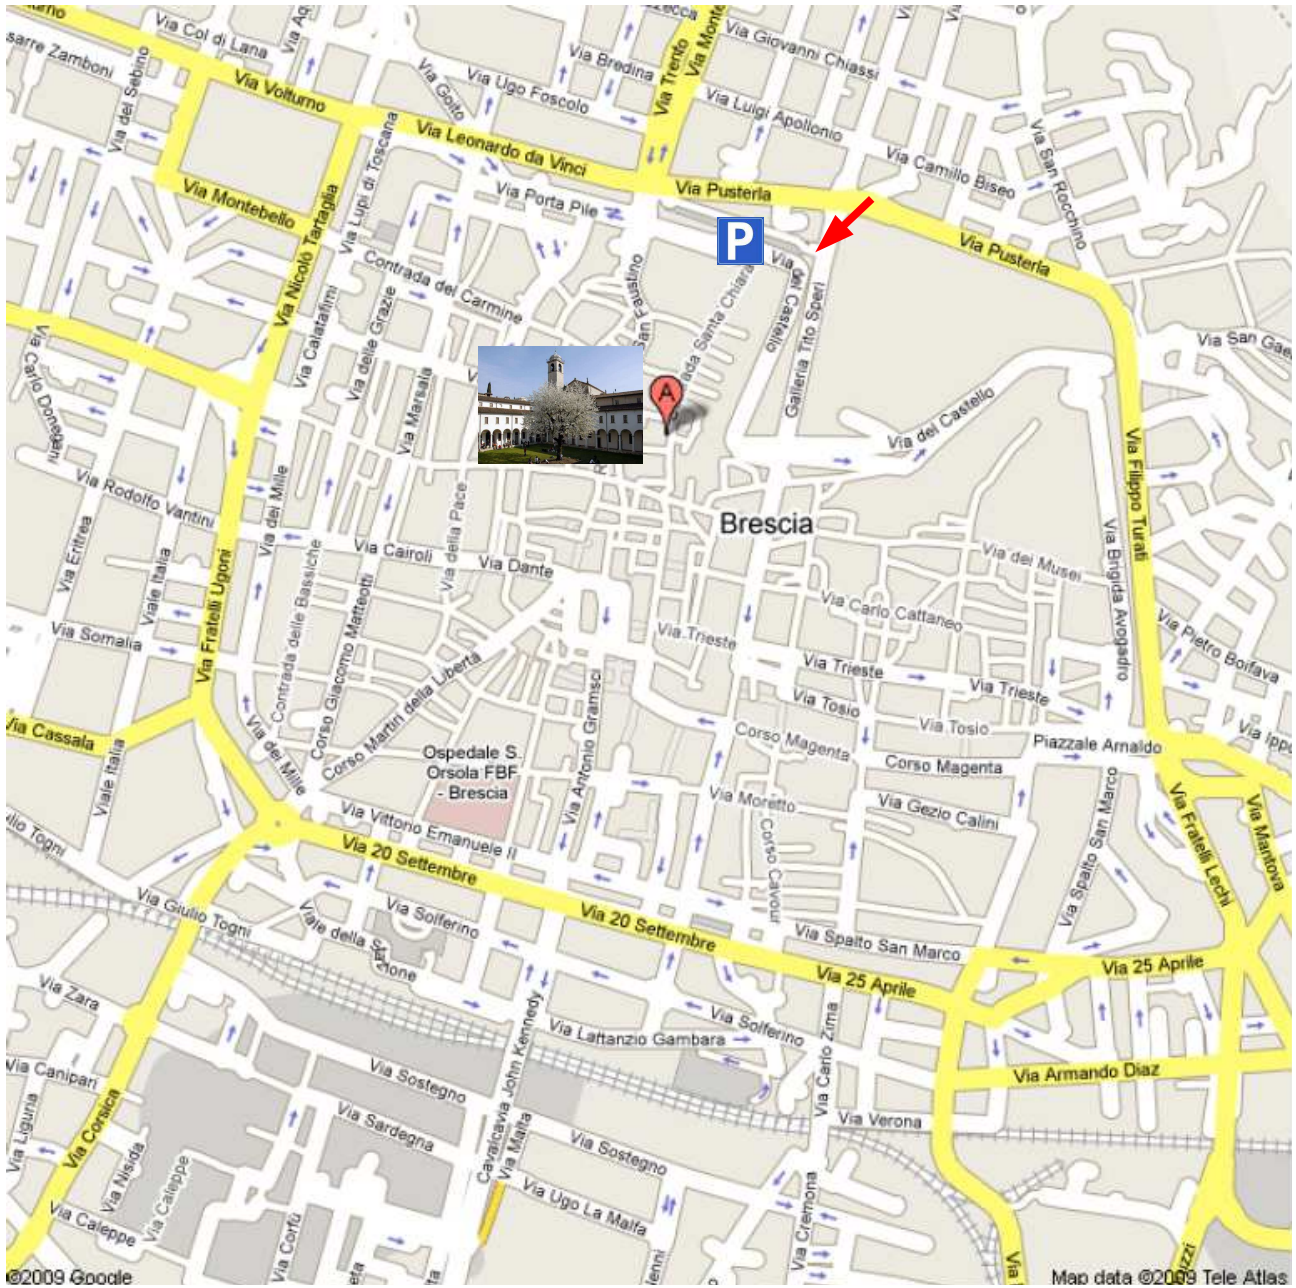 Via Col di Lana
Via Giovanni Chiassi
Via Bredina
Via Trento
Via Goito
Via Ugo Foscolo
Via del Sebino
Via Volturno
Via Luigi Apollonio
Via Lupi di Toscana
Via Leonardo da Vinci
Via Camillo Biseo
Via San Rocchino
Via Montebello
Via Porta Pile
Via Pusterla
P
Via Pusterla
Via Nicolò Tartaglia
Contrada del Carmine
San Faustino
Via del Castello
Via Calatafimi
Via delle Grazie
Galleria Tito Speri
Via San Gae
Via Carlo Donegani
Via Marsala
A
Via del Castello
Via Filippo Turati
Via Rodolfo Vantini
Via dei Mille
Via della Pace
Brescia
Via Eritrea
Viale Italia
Via Cairoli
Via Dante
Via dei Musei
Via Brigida Avogadro
Via Fratelli Ugoni
Contrada delle Bassiche
Corso Giacomo Matteotti
Via Carlo Cattaneo
Via Somalia
Via Trieste
Via Pietro Boifava
Via Trieste
Via Trieste
Corso Martiri della Liberta
Via Antonio Gramsci
Via Tosio
Via Tosio
Via Cassala
Via dei Mille
Corso Magenta
Piazzale Arnaldo
Via Ippo
Ospedale S.
Orsola FBF
- Brescia
Corso Magenta
Viale Italia
Via Moretto
Via Gezio Calini
Via Vittorio Emanuele II
Corso Cavour
Via Spalto San Marco
Via Fratelli Lechi
Via Mantova
Via 20 Settembre
Via Giulio Togni
Via Solferino
Viale della Stazione
Via 20 Settembre
Via Spalto San Marco
Via 25 Aprile
Via 25 Aprile
Via Zara
Via Solferino
Via Lattanzio Gambara
Via Carlo Zima
Cavalcavia John Kennedy
Via Canipari
Via Sostegno
Via Armando Diaz
Via Corsica
Via Liguna
Via Sardegna
Via Verona
Via Malta
Via Sostegno
Via Nisida
Via Caleppe
Via Ugo La Malfa
Via Cremona
Via Caleppe
Via Corfù
Via
©2009 Google
Map data ©2009 Tele Atlas